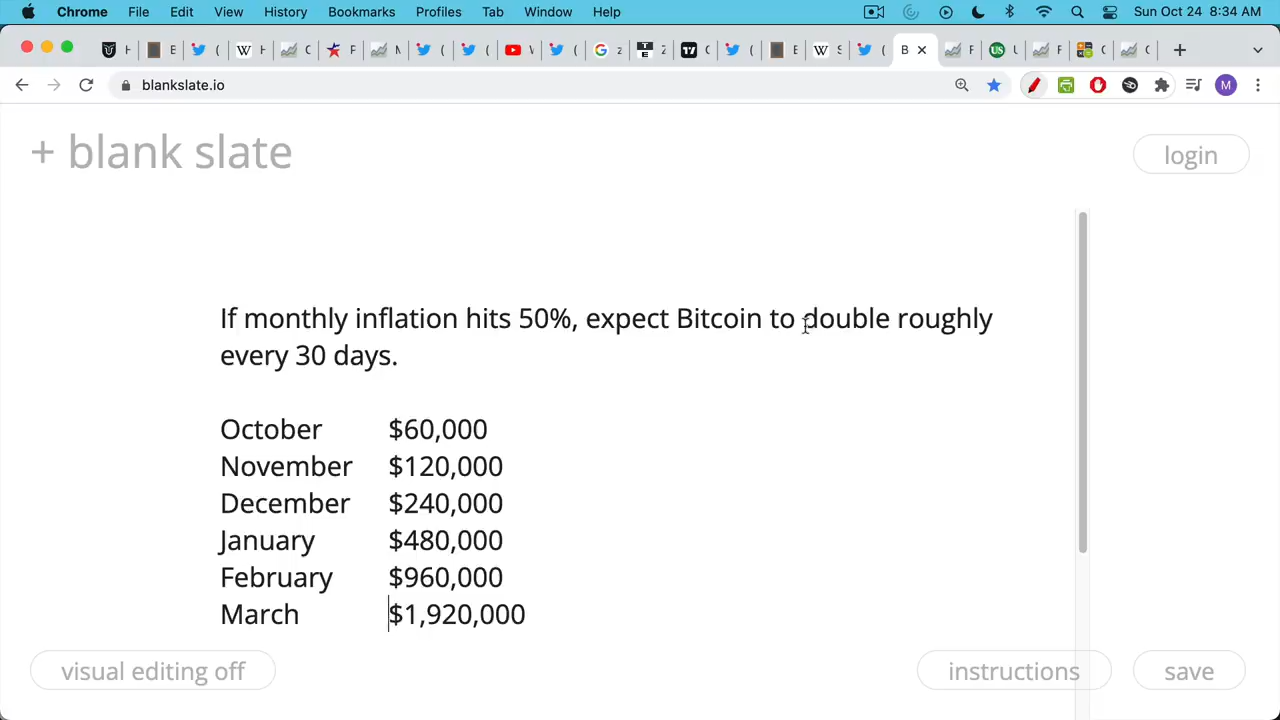 Chrome File Edit View History Bookmarks Profiles Tab Window Help Sun Oct 24 8:34 AM
blankslate.io
+ blank slate
login
If monthly inflation hits 50%, expect Bitcoin to double roughly
every 30 days.
October $60,000
November $120,000
December $240,000
January $480,000
February $960,000
March $1,920,000
visual editing off
instructions
save